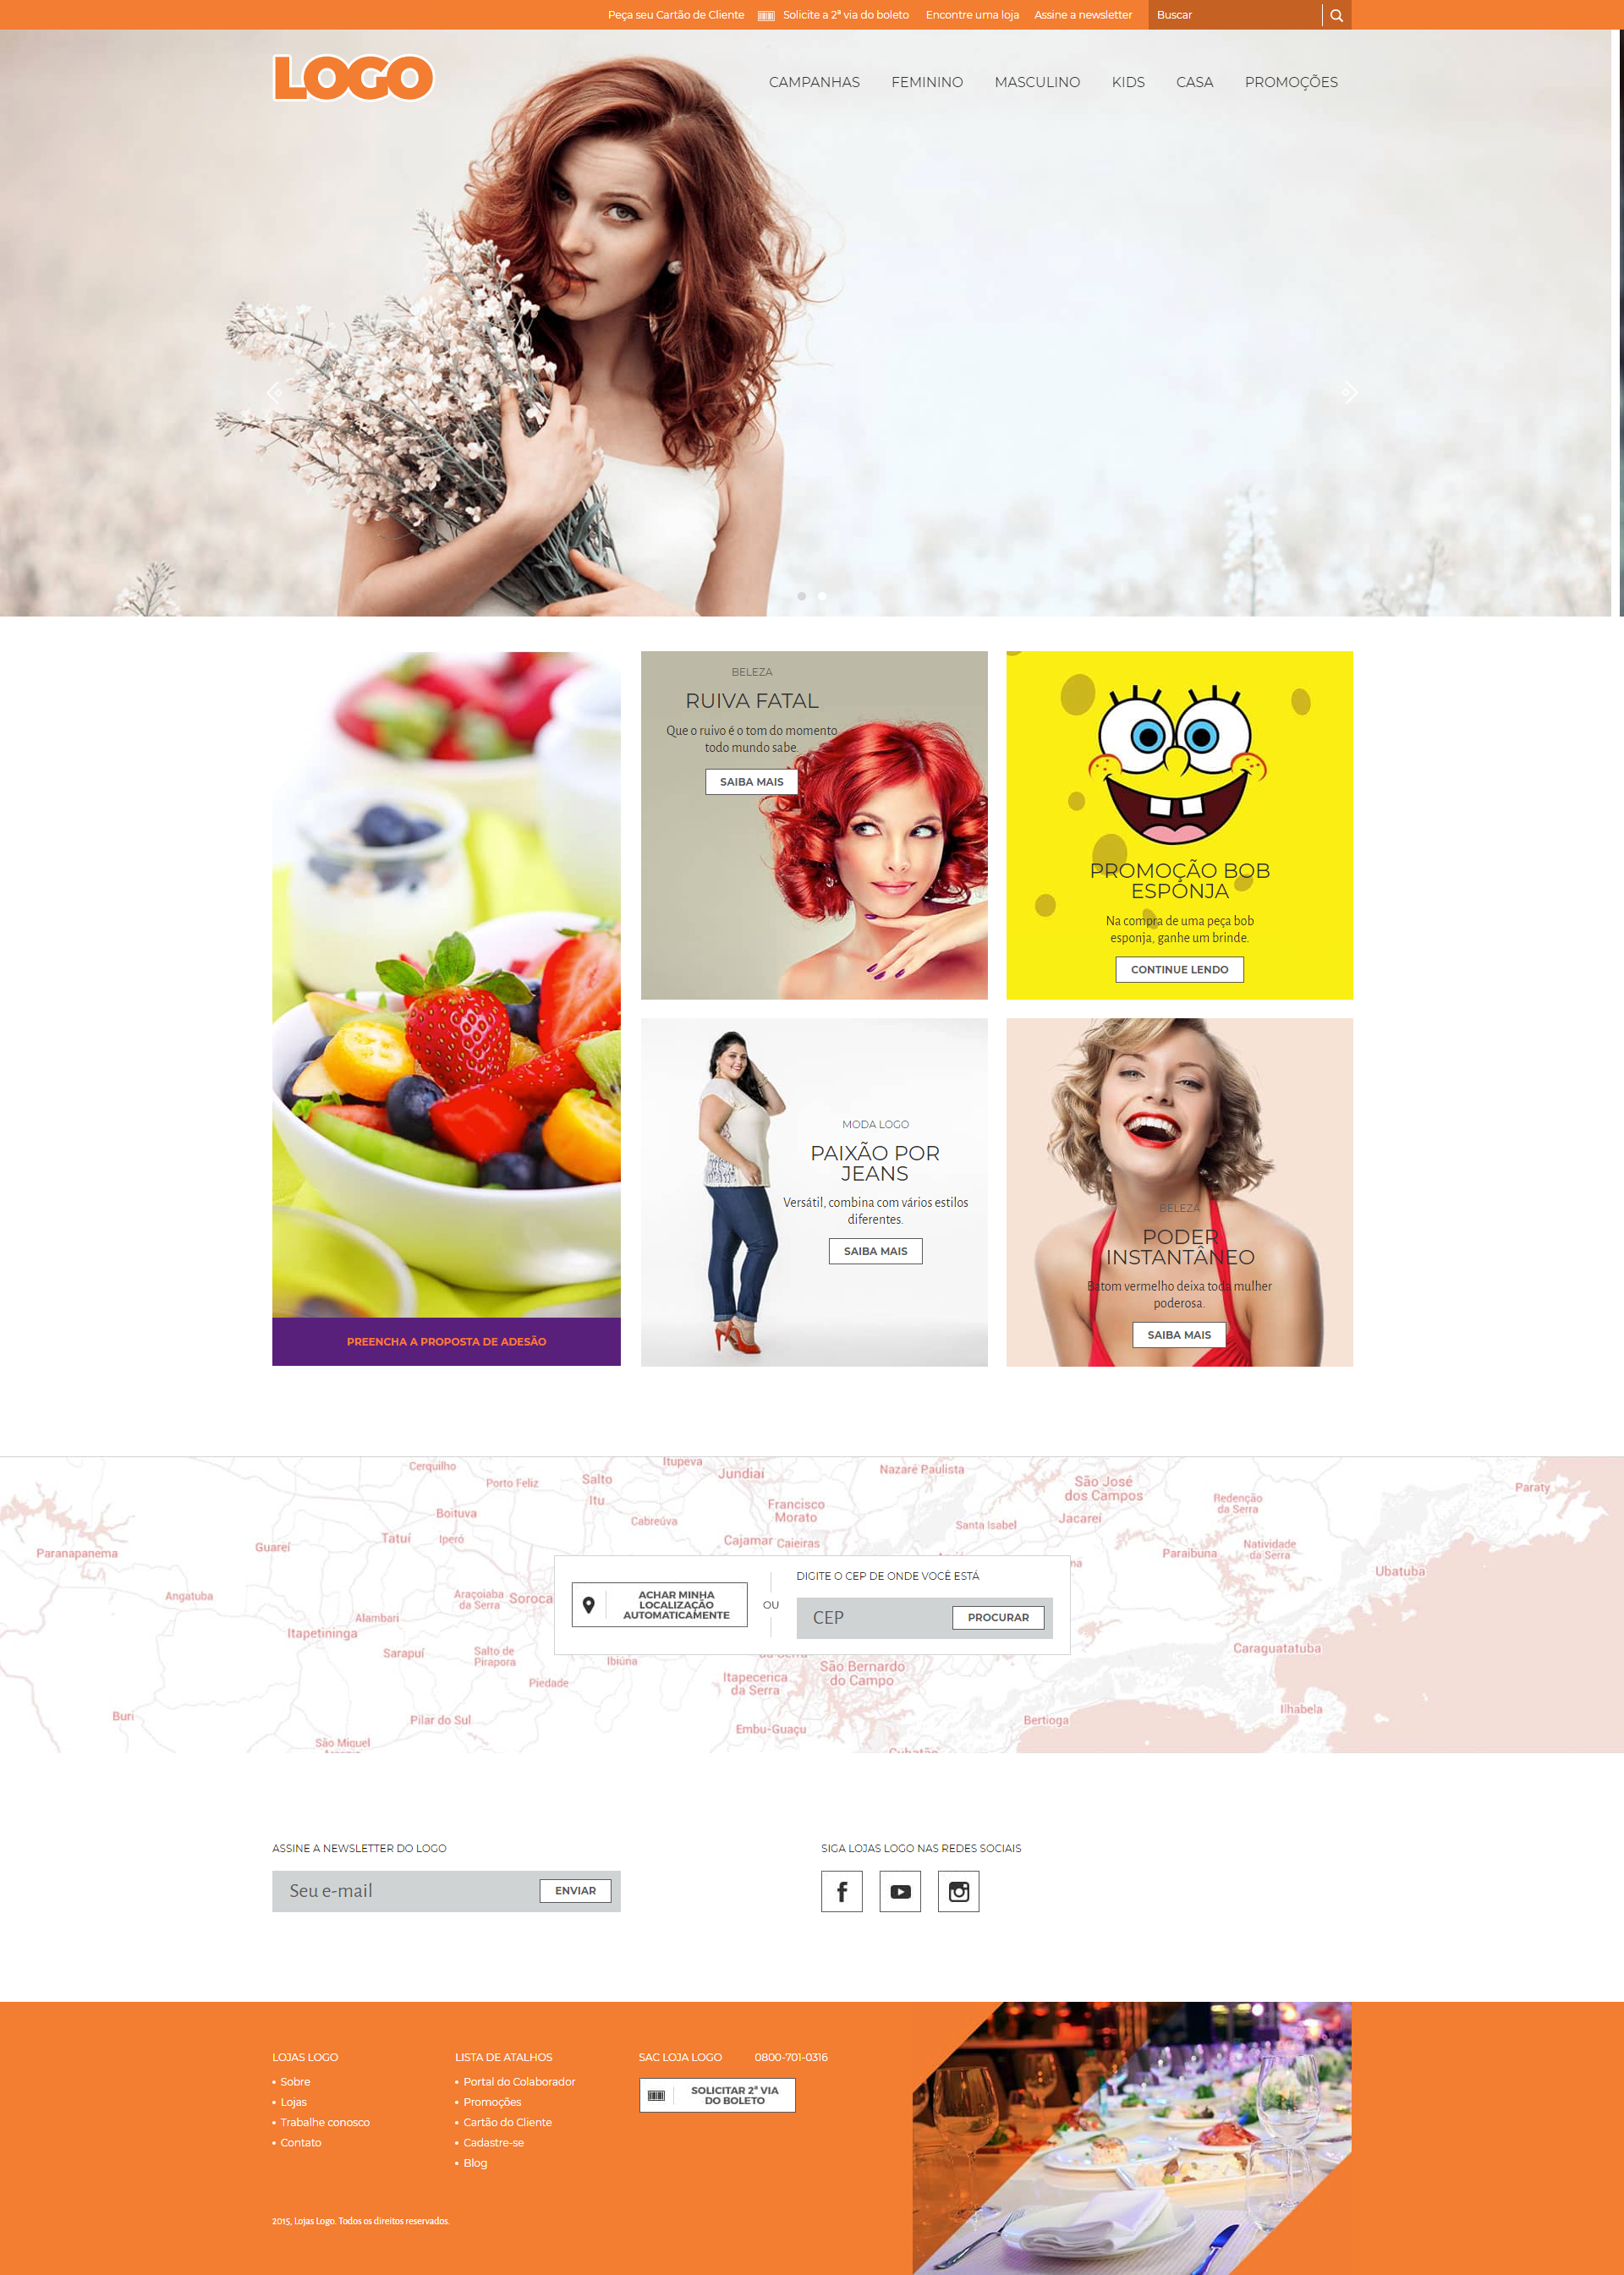 Peça seu Cartão de Cliente
Solicite a 2ª via do boleto
Encontre uma loja
Assine a newsletter
Buscar
LOGO
CAMPANHAS
FEMININO
MASCULINO
KIDS
CASA
PROMOÇÕES
BELEZA
RUIVA FATAL
Que o ruivo é o tom do momento
todo mundo sabe.
SAIBA MAIS
PROMOÇÃO BOB
ESPONJA
Na compra de uma peça bob
esponja, ganhe um brinde.
CONTINUE LENDO
MODA LOGO
PAIXÃO POR
JEANS
Versátil, combina com vários estilos
diferentes.
SAIBA MAIS
BELEZA
PODER
INSTANTÂNEO
Batom vermelho deixa toda mulher
poderosa.
SAIBA MAIS
PREENCHA A PROPOSTA DE ADESÃO
Cerquilho
Porto Feliz
Salto
Itu
Itupeva
Jundiaí
Nazaré Paulista
São José
dos Campos
Jacareí
Redenção
da Serra
Paraty
Boituva
Francisco
Morato
Cabreúva
Santa Isabel
Paranapanema
Guareí
Tatuí
Iperó
Cajamar
Caieiras
Paraibuna
Natividade
da Serra
Ubatuba
Angatuba
Araçoiaba
da Serra
Alambari
Itapetininga
Sarapuí
Salto de
Pirapora
Ibiúna
Piedade
Itapecerica
da Serra
São Bernardo
do Campo
Caraguatatuba
Buri
Pilar do Sul
Embu-Guaçu
Bertioga
Ilhabela
São Miguel
Cubatão
ACHAR MINHA
LOCALIZAÇÃO
AUTOMATICAMENTE
OU
DIGITE O CEP DE ONDE VOCÊ ESTÁ
CEP
PROCURAR
ASSINE A NEWSLETTER DO LOGO
Seu e-mail
ENVIAR
SIGA LOJAS LOGO NAS REDES SOCIAIS
LOJAS LOGO
• Sobre
• Lojas
• Trabalhe conosco
• Contato
LISTA DE ATALHOS
• Portal do Colaborador
• Promoções
• Cartão do Cliente
• Cadastre-se
• Blog
SAC LOJA LOGO
0800-701-0316
SOLICITAR 2ª VIA
DO BOLETO
2015, Lojas Logo. Todos os direitos reservados.